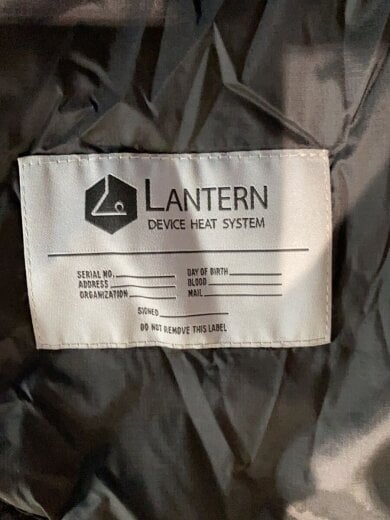 LANTERN
DEVICE HEAT SYSTEM
SERIAL NO. DAY OF BIRTH
ADDRESS BLOOD
ORGANIZATION MAIL
SIGNED
DO NOT REMOVE THIS LABEL